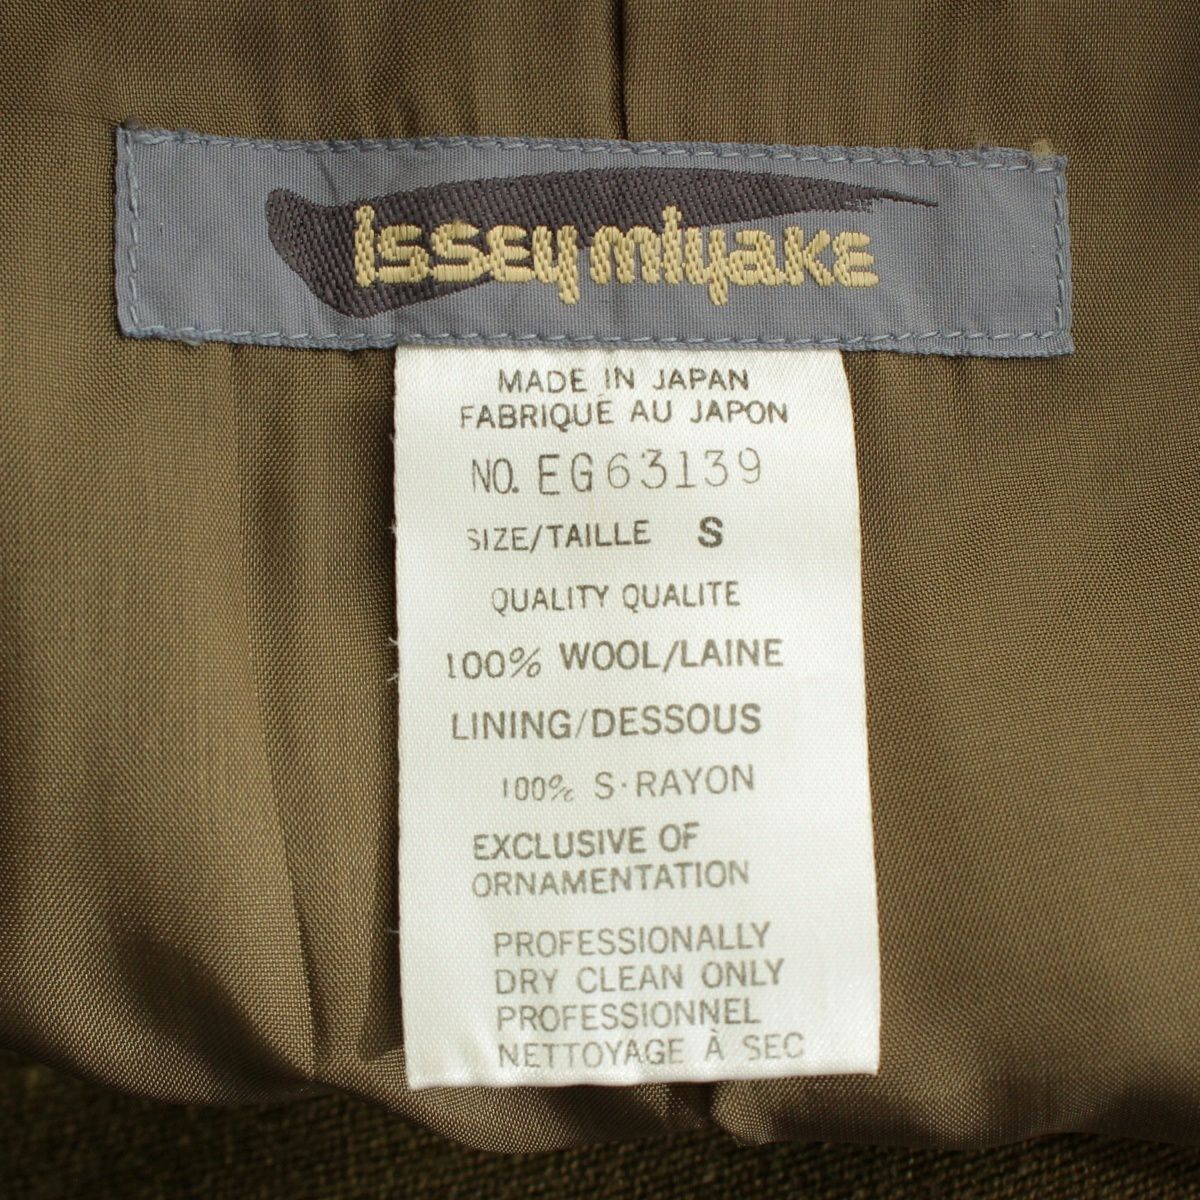 issey miyake
MADE IN JAPAN
FABRIQUÉ AU JAPON
NO. EG63139
SIZE/TAILLE S
QUALITY QUALITE
100% WOOL/LAINE
LINING/DESSOUS
100% S·RAYON
EXCLUSIVE OF
ORNAMENTATION
PROFESSIONALLY
DRY CLEAN ONLY
PROFESSIONNEL
NETTOYAGE À SEC